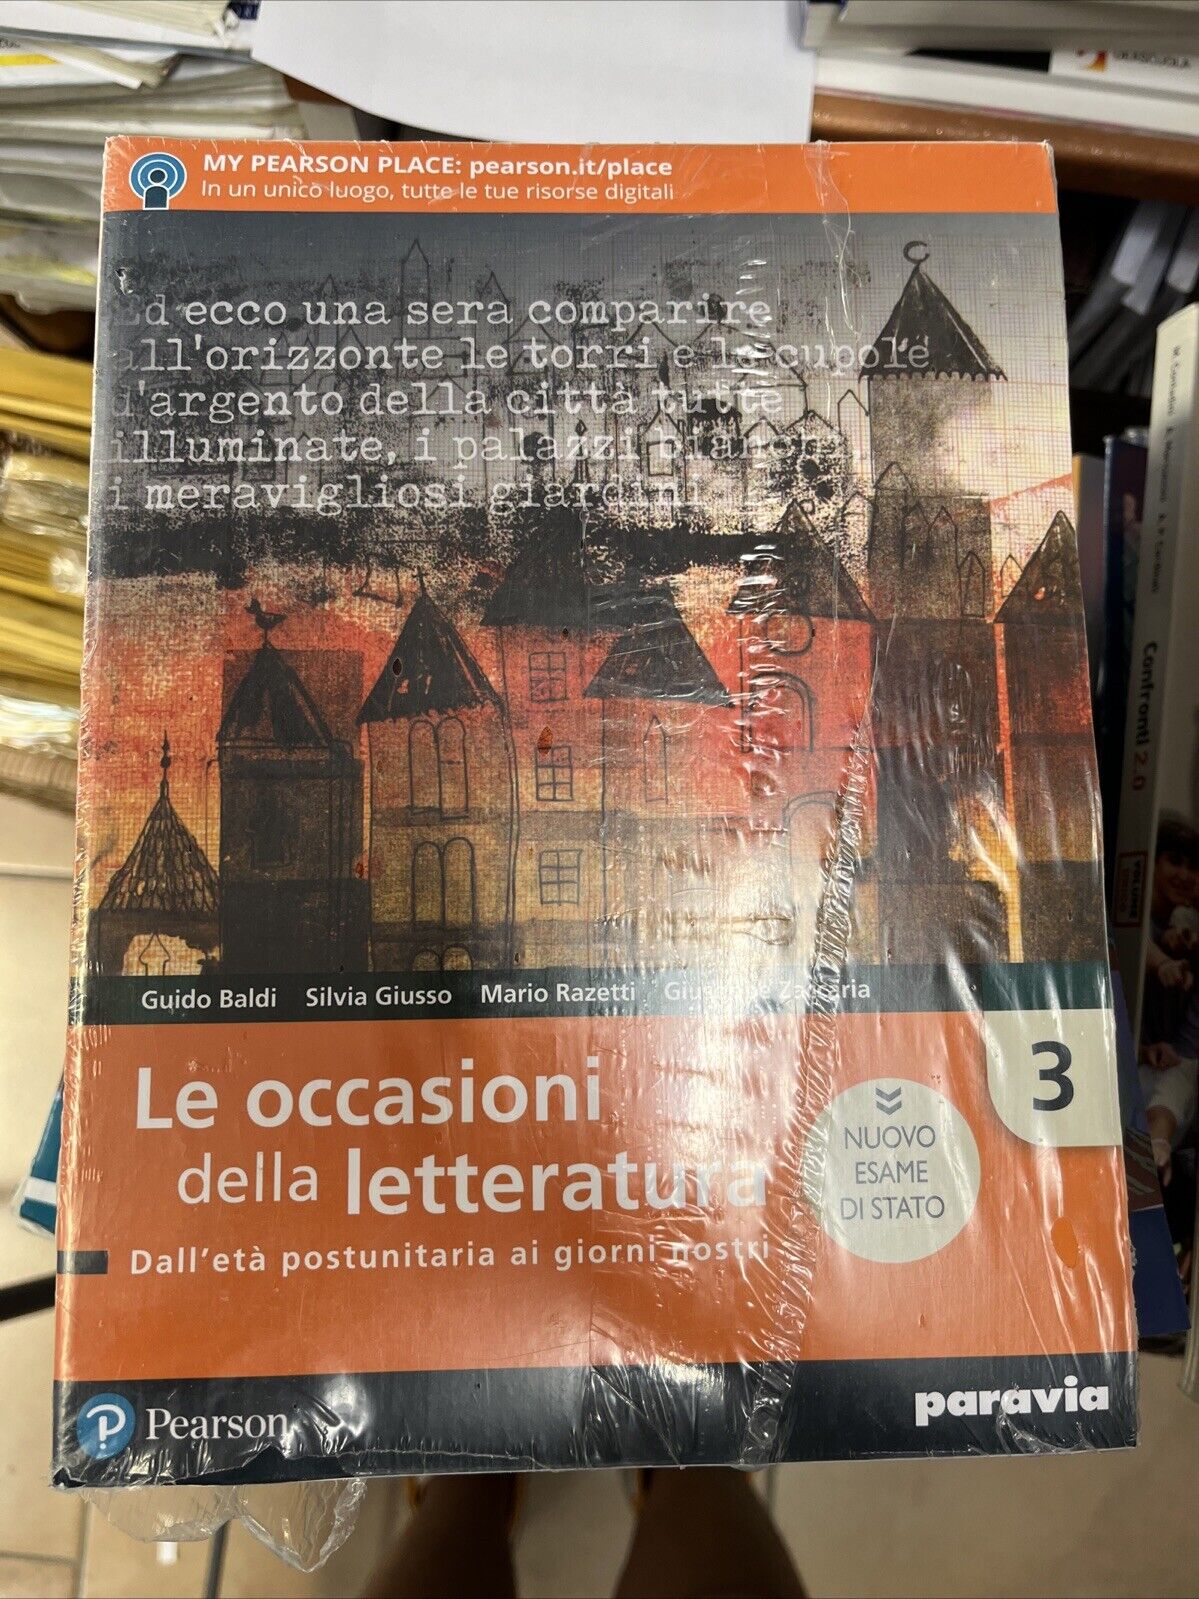 MY PEARSON PLACE: pearson.it/place
In un unico luogo, tutte le tue risorse digitali
Ed ecco una sera comparire
all'orizzonte le torri e le cupole
d'argento della città tutte
illuminate, i palazzi bianchi,
i meravigliosi giardini
Guido Baldi Silvia Giusso Mario Razetti Giuseppe Zaccaria
3
Le occasioni
della letteratura
NUOVO
ESAME
DI STATO
Dall'età postunitaria ai giorni nostri
Pearson
paravia
Confronti 2.0
VOLUME